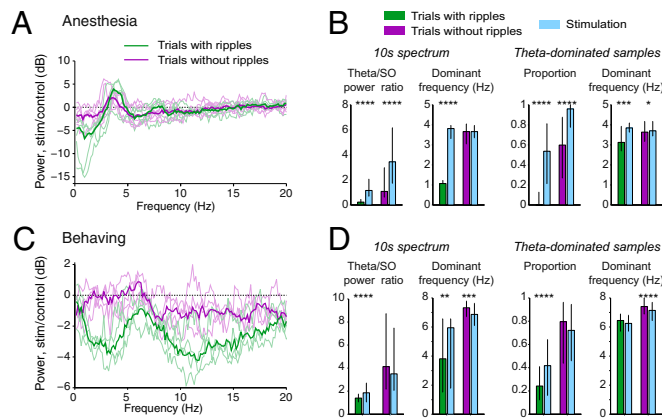 A
Anesthesia
Trials with ripples
Trials without ripples
Power, stim/control (dB)
10
5
0
-5
-10
-15
0 5 10 15 20
Frequency (Hz)
B
Trials with ripples
Trials without ripples
Stimulation
10s spectrum
Theta-dominated samples
Theta/SO
power ratio
**** ****
8
6
4
2
0
Dominant
frequency (Hz)
****
5
4
3
2
1
0
Proportion
**** ****
1
0.8
0.6
0.4
0.2
0
Dominant
frequency (Hz)
*** *
5
4
3
2
1
0
C
Behaving
Power, stim/control (dB)
2
0
-2
-4
-6
0 5 10 15 20
Frequency (Hz)
D
10s spectrum
Theta-dominated samples
Theta/SO
power ratio
****
10
8
6
4
2
0
Dominant
frequency (Hz)
** ***
8
6
4
2
0
Proportion
****
1
0.8
0.6
0.4
0.2
0
Dominant
frequency (Hz)
****
8
6
4
2
0